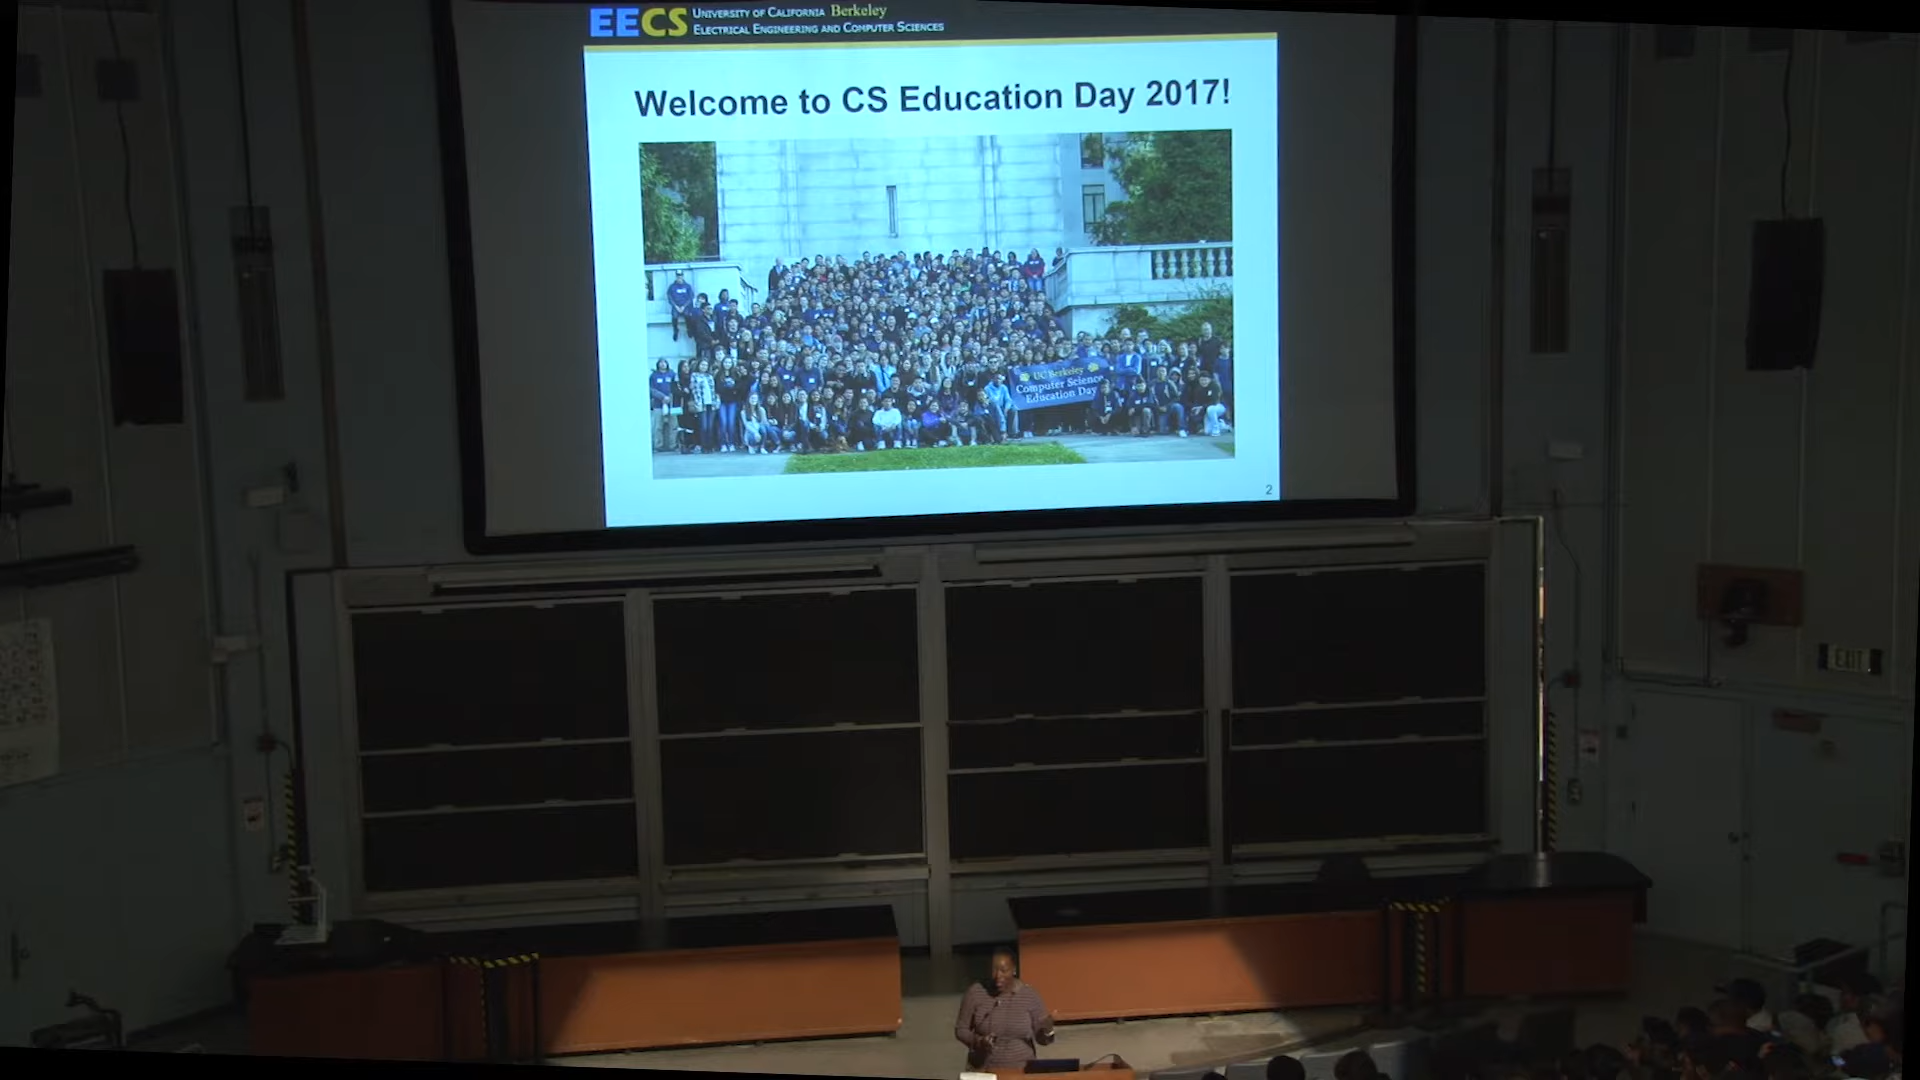 EECS UNIVERSITY OF CALIFORNIA Berkeley
ELECTRICAL ENGINEERING AND COMPUTER SCIENCES
Welcome to CS Education Day 2017!
UC Berkeley
Computer Science
Education Day
2
EXIT